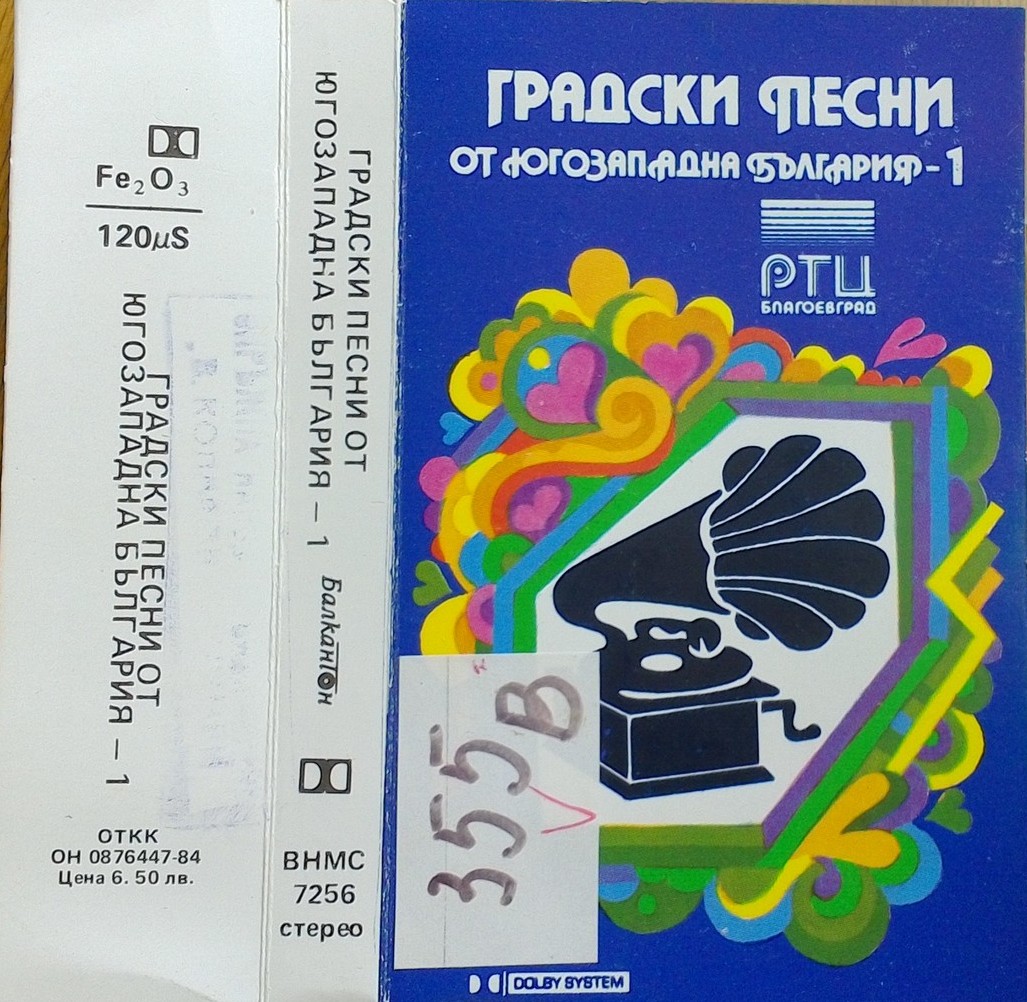 Fe₂O₃
120μS
ГРАДСКИ ПЕСНИ ОТ
ЮГОЗАПАДНА БЪЛГАРИЯ – 1
ОТКК
ОН 0876447-84
Цена 6. 50 лв.
ГРАДСКИ ПЕСНИ ОТ
ЮГОЗАПАДНА БЪЛГАРИЯ – 1
Балкантон
ВНМС
7256
стерео
ГРАДСКИ ПЕСНИ
ОТ ЮГОЗАПАДНА БЪЛГАРИЯ-1
РТЦ
БЛАГОЕВГРАД
355 B
DOLBY SYSTEM